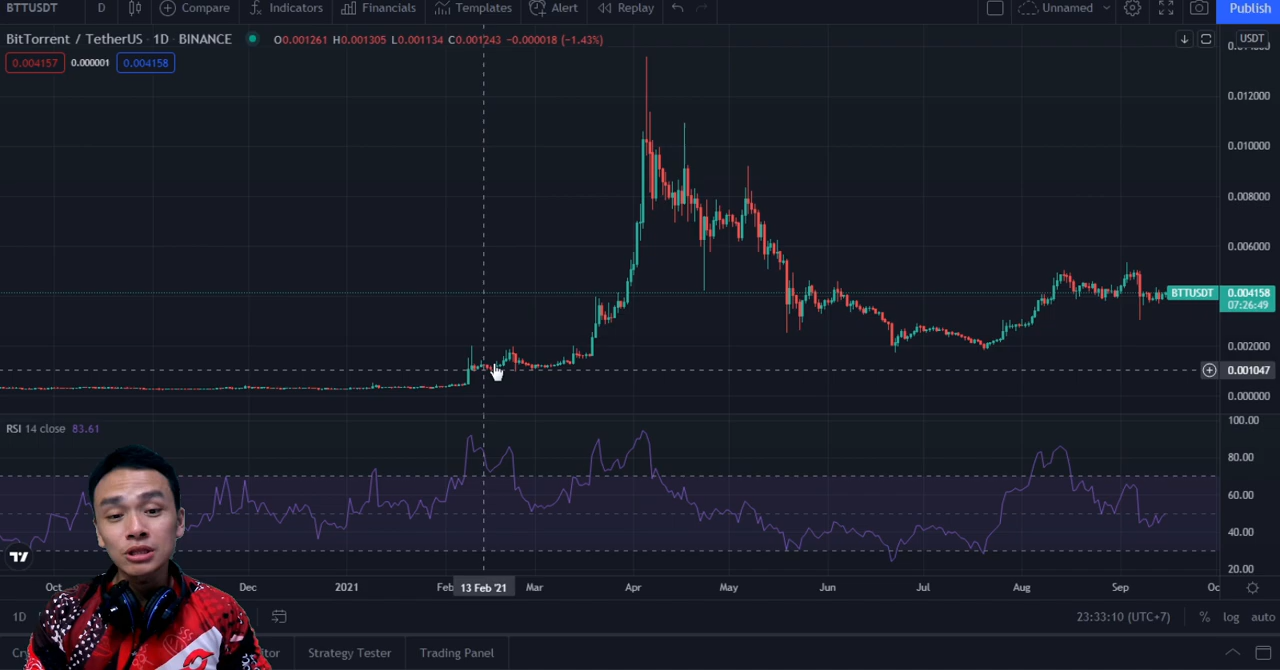 BTTUSDT D Compare Indicators Financials Templates Alert Replay Unnamed Publish
BitTorrent / TetherUS · 1D · BINANCE O0.001261 H0.001305 L0.001134 C0.001243 −0.000018 (−1.43%)
USDT
0.004157 0.000001 0.004158
0.012000
0.010000
0.008000
0.006000
BTTUSDT 0.004158
07:26:49
0.002000
0.001047
0.000000
100.00
RSI 14 close 83.61
80.00
60.00
40.00
20.00
Oct Dec 2021 Feb 13 Feb '21 Mar Apr May Jun Jul Aug Sep Oc
1D 23:33:10 (UTC+7) % log auto
Strategy Tester Trading Panel